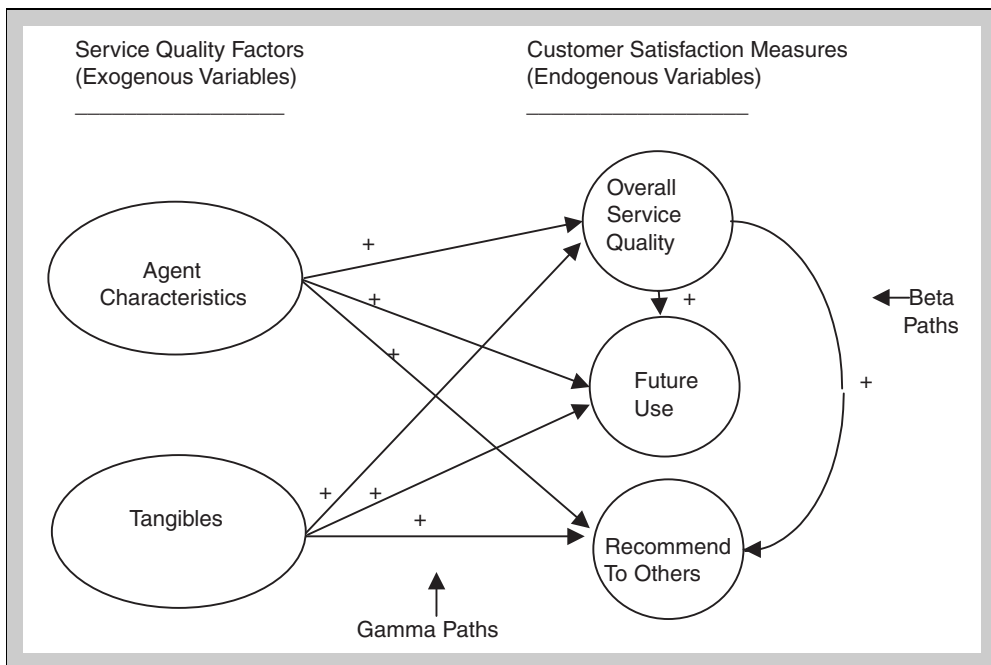 Service Quality Factors
(Exogenous Variables)
Customer Satisfaction Measures
(Endogenous Variables)
Overall
Service
Quality
+
Agent
Characteristics
+
+
Beta
Paths
+
Future
Use
+
Tangibles
+
+
+
Recommend
To Others
Gamma Paths